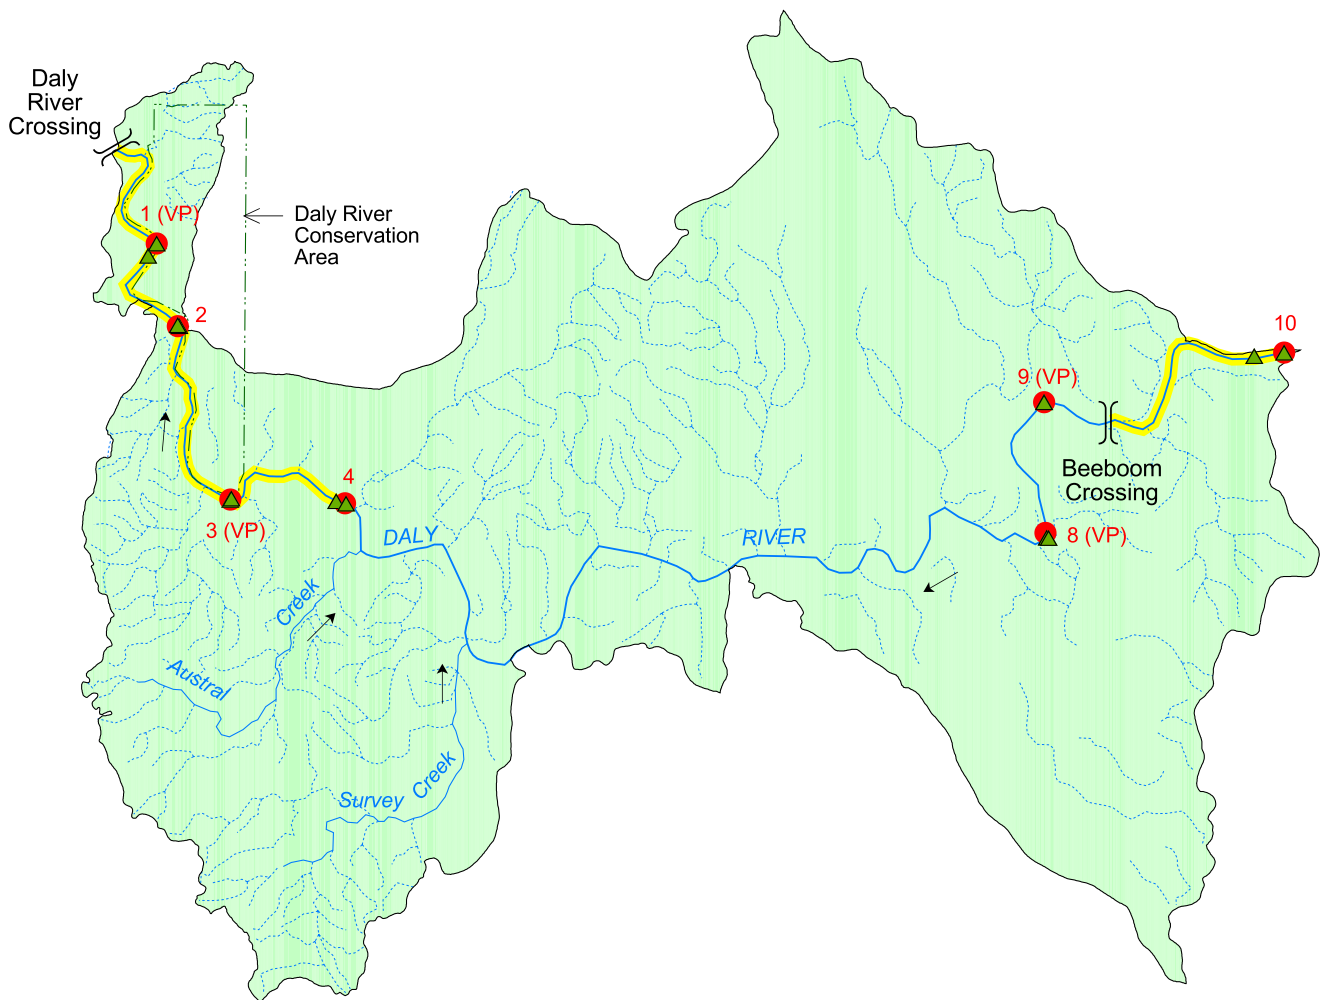 Daly
River
Crossing
1 (VP)
Daly River
Conservation
Area
2
10
9 (VP)
Beeboom
Crossing
4
3 (VP)
DALY
RIVER
8 (VP)
Creek
Austral
Survey
Creek